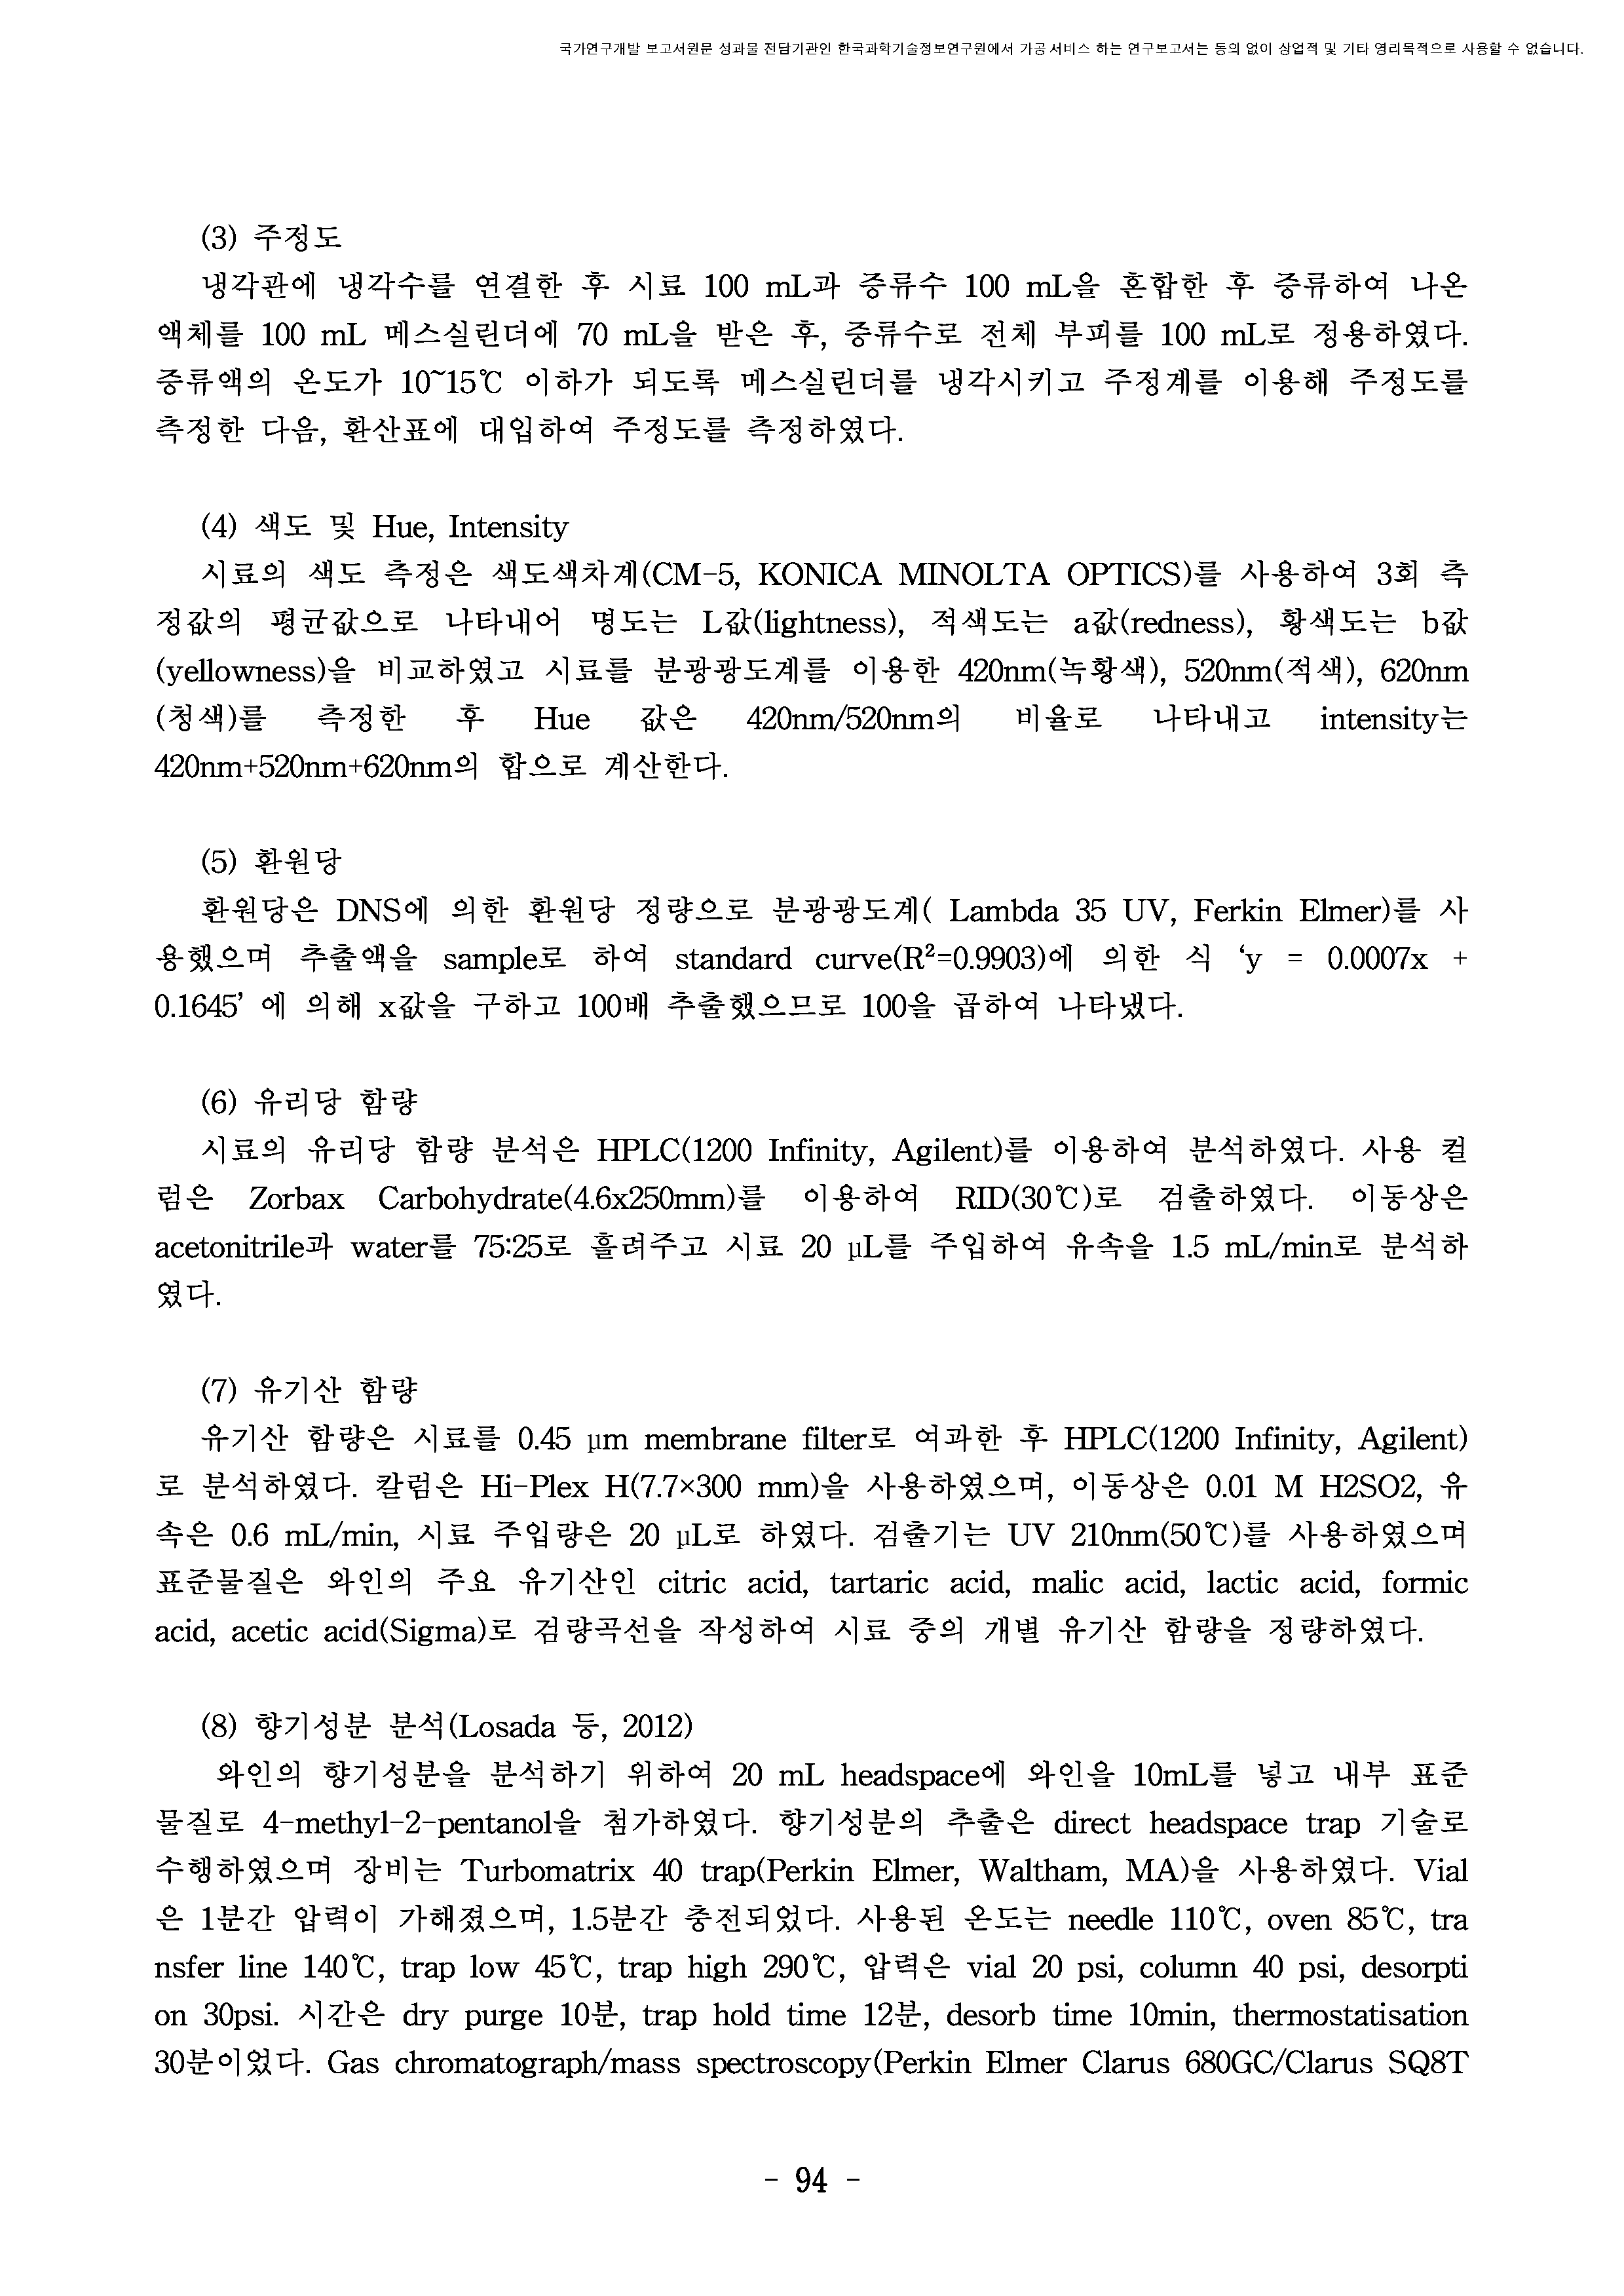 국가연구개발 보고서원문 성과물 전담기관인 한국과학기술정보연구원에서 가공·서비스 하는 연구보고서는 동의 없이 상업적 및 기타 영리목적으로 사용할 수 없습니다.
(3) 주정도
냉각관에 냉각수를 연결한 후 시료 100 mL과 증류수 100 mL을 혼합한 후 증류하여 나온
액체를 100 mL 메스실린더에 70 mL을 받은 후, 증류수로 전체 부피를 100 mL로 정용하였다.
증류액의 온도가 10~15℃ 이하가 되도록 메스실린더를 냉각시키고 주정계를 이용해 주정도를
측정한 다음, 환산표에 대입하여 주정도를 측정하였다.
(4) 색도 및 Hue, Intensity
시료의 색도 측정은 색도색차계(CM-5, KONICA MINOLTA OPTICS)를 사용하여 3회 측
정값의 평균값으로 나타내어 명도는 L값(lightness), 적색도는 a값(redness), 황색도는 b값
(yellowness)을 비교하였고 시료를 분광광도계를 이용한 420nm(녹황색), 520nm(적색), 620nm
(청색)를 측정한 후 Hue 값은 420nm/520nm의 비율로 나타내고 intensity는
420nm+520nm+620nm의 합으로 계산한다.
(5) 환원당
환원당은 DNS에 의한 환원당 정량으로 분광광도계( Lambda 35 UV, Ferkin Elmer)를 사
용했으며 추출액을 sample로 하여 standard curve(R²=0.9903)에 의한 식 ‘y = 0.0007x +
0.1645’ 에 의해 x값을 구하고 100배 추출했으므로 100을 곱하여 나타냈다.
(6) 유리당 함량
시료의 유리당 함량 분석은 HPLC(1200 Infinity, Agilent)를 이용하여 분석하였다. 사용 컬
럼은 Zorbax Carbohydrate(4.6x250mm)를 이용하여 RID(30℃)로 검출하였다. 이동상은
acetonitrile과 water를 75:25로 흘려주고 시료 20 μL를 주입하여 유속을 1.5 mL/min로 분석하
였다.
(7) 유기산 함량
유기산 함량은 시료를 0.45 μm membrane filter로 여과한 후 HPLC(1200 Infinity, Agilent)
로 분석하였다. 칼럼은 Hi-Plex H(7.7×300 mm)을 사용하였으며, 이동상은 0.01 M H2SO2, 유
속은 0.6 mL/min, 시료 주입량은 20 μL로 하였다. 검출기는 UV 210nm(50℃)를 사용하였으며
표준물질은 와인의 주요 유기산인 citric acid, tartaric acid, malic acid, lactic acid, formic
acid, acetic acid(Sigma)로 검량곡선을 작성하여 시료 중의 개별 유기산 함량을 정량하였다.
(8) 향기성분 분석(Losada 등, 2012)
와인의 향기성분을 분석하기 위하여 20 mL headspace에 와인을 10mL를 넣고 내부 표준
물질로 4-methyl-2-pentanol을 첨가하였다. 향기성분의 추출은 direct headspace trap 기술로
수행하였으며 장비는 Turbomatrix 40 trap(Perkin Elmer, Waltham, MA)을 사용하였다. Vial
은 1분간 압력이 가해졌으며, 1.5분간 충전되었다. 사용된 온도는 needle 110℃, oven 85℃, tra
nsfer line 140℃, trap low 45℃, trap high 290℃, 압력은 vial 20 psi, column 40 psi, desorpti
on 30psi. 시간은 dry purge 10분, trap hold time 12분, desorb time 10min, thermostatisation
30분이었다. Gas chromatograph/mass spectroscopy(Perkin Elmer Clarus 680GC/Clarus SQ8T
- 94 -